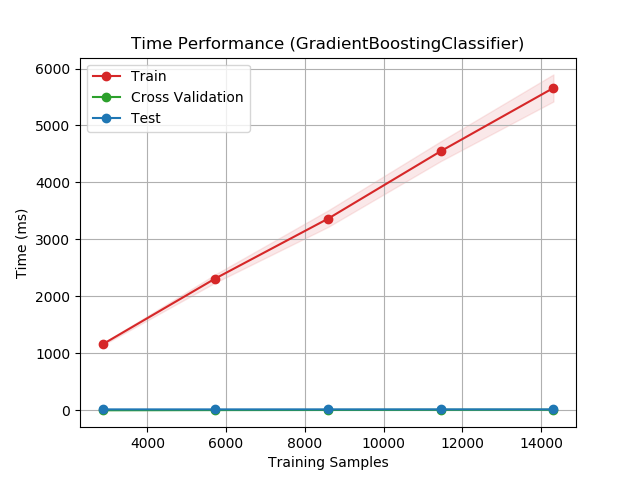 Time Performance (GradientBoostingClassifier)
Train
Cross Validation
Test
6000
5000
4000
3000
2000
1000
0
Time (ms)
4000 6000 8000 10000 12000 14000
Training Samples